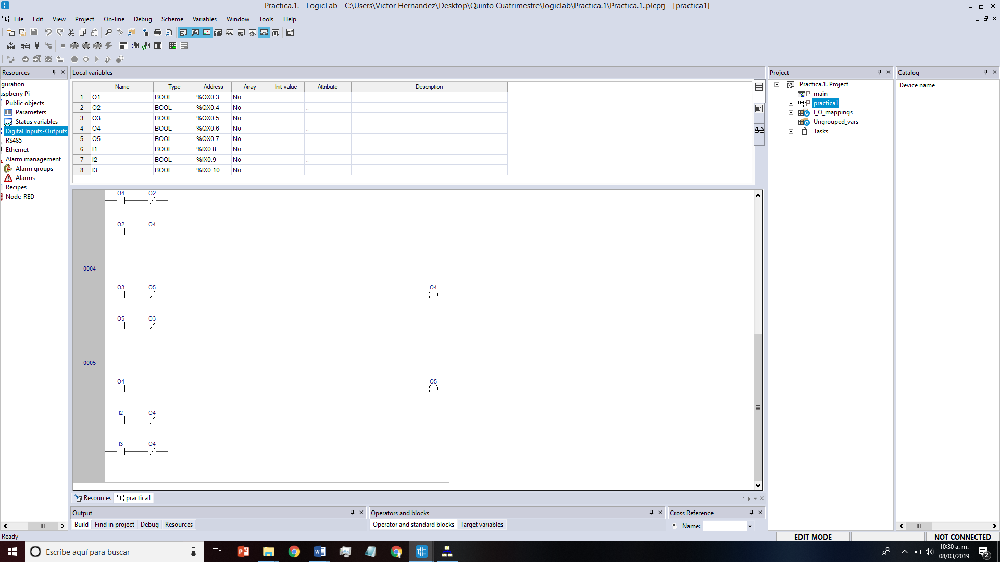 Practica.1. - LogicLab - C:\Users\Victor Hernandez\Desktop\Quinto Cuatrimestre\logiclab\Practica.1\Practica.1..plcprj - [practica1]
File Edit View Project On-line Debug Scheme Variables Window Tools Help
Resources
guration
aspberry Pi
Public objects
Parameters
Status variables
Digital Inputs-Outputs
RS485
Ethernet
Alarm management
Alarm groups
Alarms
Recipes
Node-RED
Local variables
Name Type Address Array Init value Attribute Description
1 O1 BOOL %QX0.3 No ..
2 O2 BOOL %QX0.4 No ..
3 O3 BOOL %QX0.5 No ..
4 O4 BOOL %QX0.6 No ..
5 O5 BOOL %QX0.7 No ..
6 I1 BOOL %IX0.8 No ..
7 I2 BOOL %IX0.9 No ..
8 I3 BOOL %IX0.10 No ..
O4 O2
O2 O4
0004
O3 O5 O4
O5 O3
0005
O4 O5
I2 O4
I3 O4
Resources practica1
Output
Build Find in project Debug Resources
Operators and blocks
Operator and standard blocks Target variables
Cross Reference
Name:
Project
Practica.1. Project
main
practica1
I_O_mappings
Ungrouped_vars
Tasks
Catalog
Device name
Ready
EDIT MODE ---- NOT CONNECTED
Escribe aquí para buscar
10:30 a. m.
08/03/2019
2